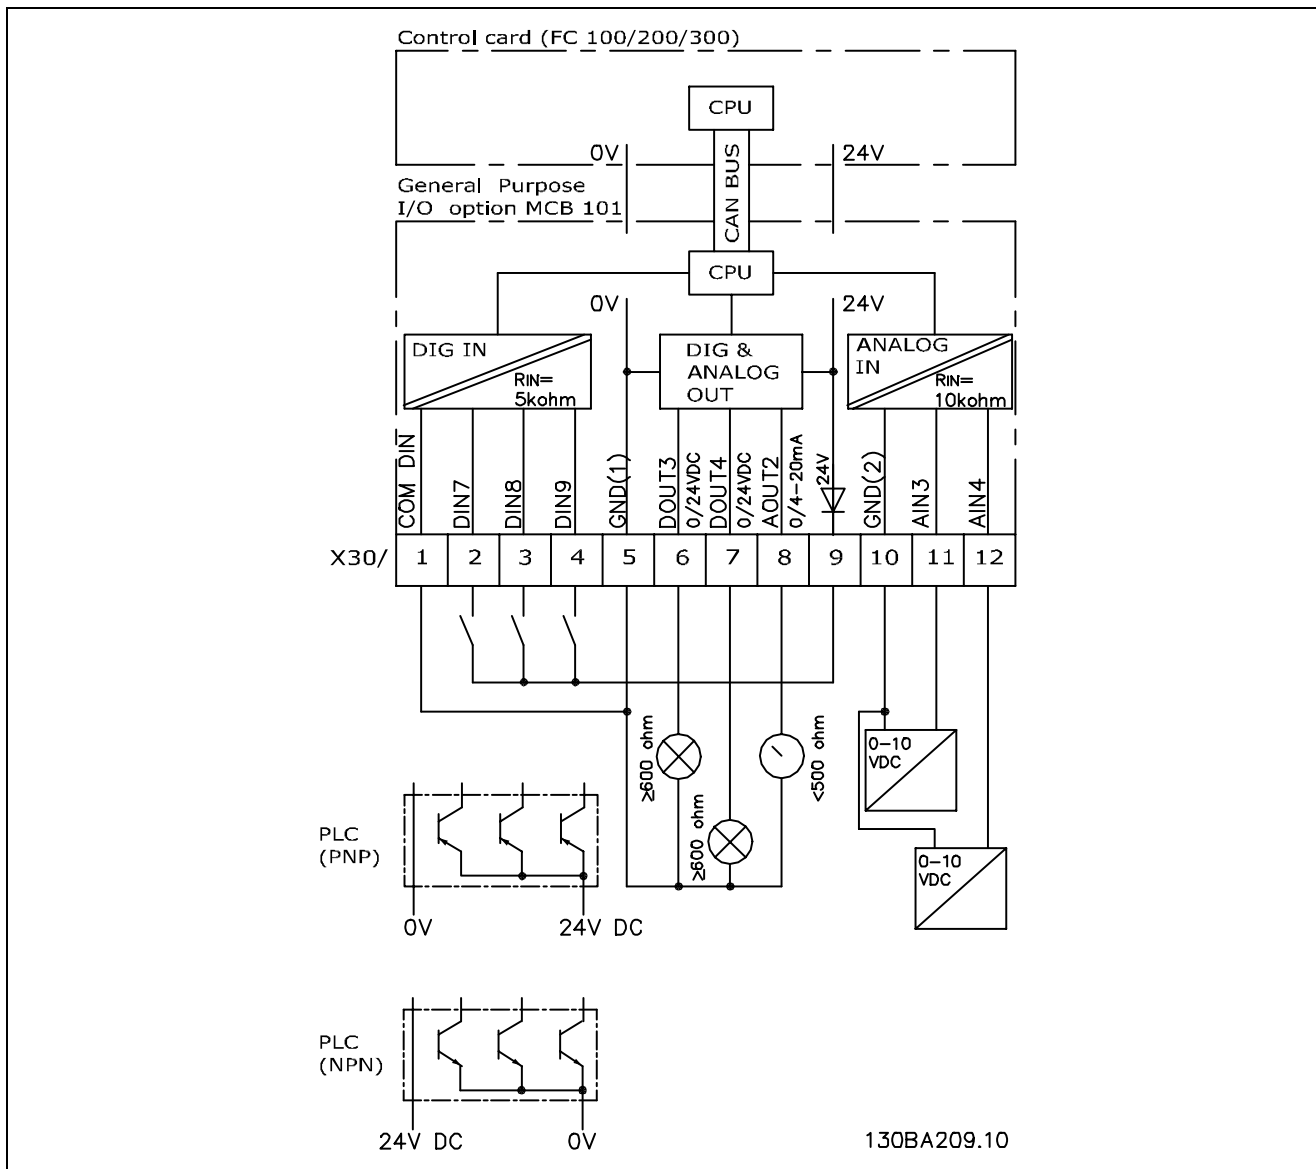 Control card (FC 100/200/300)
CPU
0V
24V
CAN BUS
General Purpose
I/O option MCB 101
CPU
0V
24V
DIG IN
RIN=
5kohm
DIG &
ANALOG
OUT
ANALOG
IN
RIN=
10kohm
COM DIN
DIN7
DIN8
DIN9
GND(1)
DOUT3
0/24VDC
DOUT4
0/24VDC
AOUT2
0/4-20mA
24V
GND(2)
AIN3
AIN4
X30/ 1 2 3 4 5 6 7 8 9 10 11 12
≥600 ohm
<500 ohm
0-10
VDC
≥600 ohm
0-10
VDC
PLC
(PNP)
0V
24V DC
PLC
(NPN)
24V DC
0V
130BA209.10